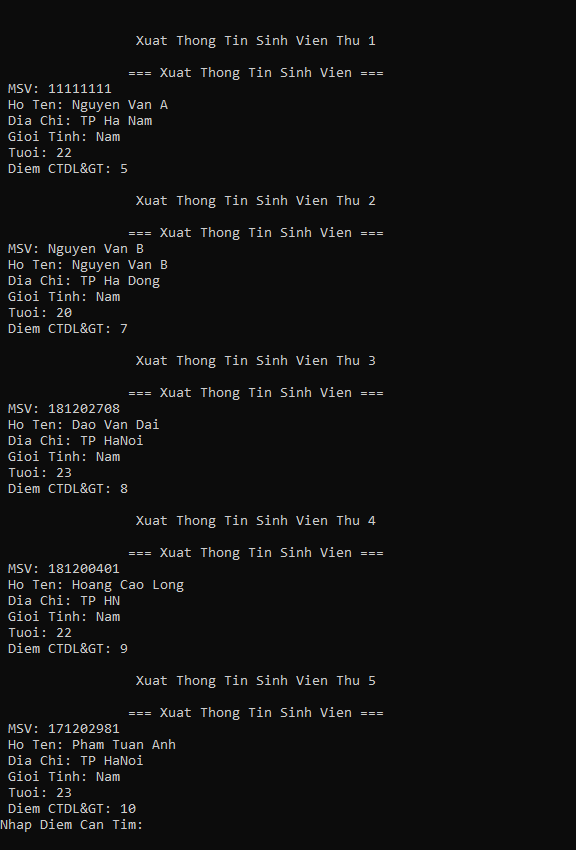 Xuat Thong Tin Sinh Vien Thu 1
=== Xuat Thong Tin Sinh Vien ===
MSV: 11111111
Ho Ten: Nguyen Van A
Dia Chi: TP Ha Nam
Gioi Tinh: Nam
Tuoi: 22
Diem CTDL&GT: 5
Xuat Thong Tin Sinh Vien Thu 2
=== Xuat Thong Tin Sinh Vien ===
MSV: Nguyen Van B
Ho Ten: Nguyen Van B
Dia Chi: TP Ha Dong
Gioi Tinh: Nam
Tuoi: 20
Diem CTDL&GT: 7
Xuat Thong Tin Sinh Vien Thu 3
=== Xuat Thong Tin Sinh Vien ===
MSV: 181202708
Ho Ten: Dao Van Dai
Dia Chi: TP HaNoi
Gioi Tinh: Nam
Tuoi: 23
Diem CTDL&GT: 8
Xuat Thong Tin Sinh Vien Thu 4
=== Xuat Thong Tin Sinh Vien ===
MSV: 181200401
Ho Ten: Hoang Cao Long
Dia Chi: TP HN
Gioi Tinh: Nam
Tuoi: 22
Diem CTDL&GT: 9
Xuat Thong Tin Sinh Vien Thu 5
=== Xuat Thong Tin Sinh Vien ===
MSV: 171202981
Ho Ten: Pham Tuan Anh
Dia Chi: TP HaNoi
Gioi Tinh: Nam
Tuoi: 23
Diem CTDL&GT: 10
Nhap Diem Can Tim: